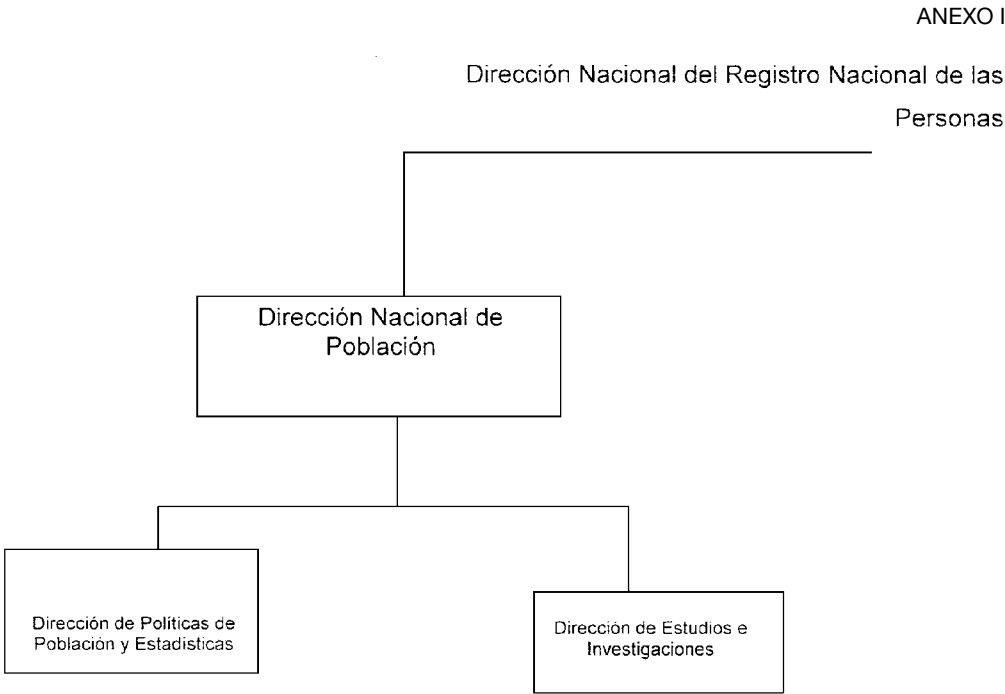 ANEXO I
Dirección Nacional del Registro Nacional de las
Personas
Dirección Nacional de
Población
Dirección de Políticas de
Población y Estadísticas
Dirección de Estudios e
Investigaciones